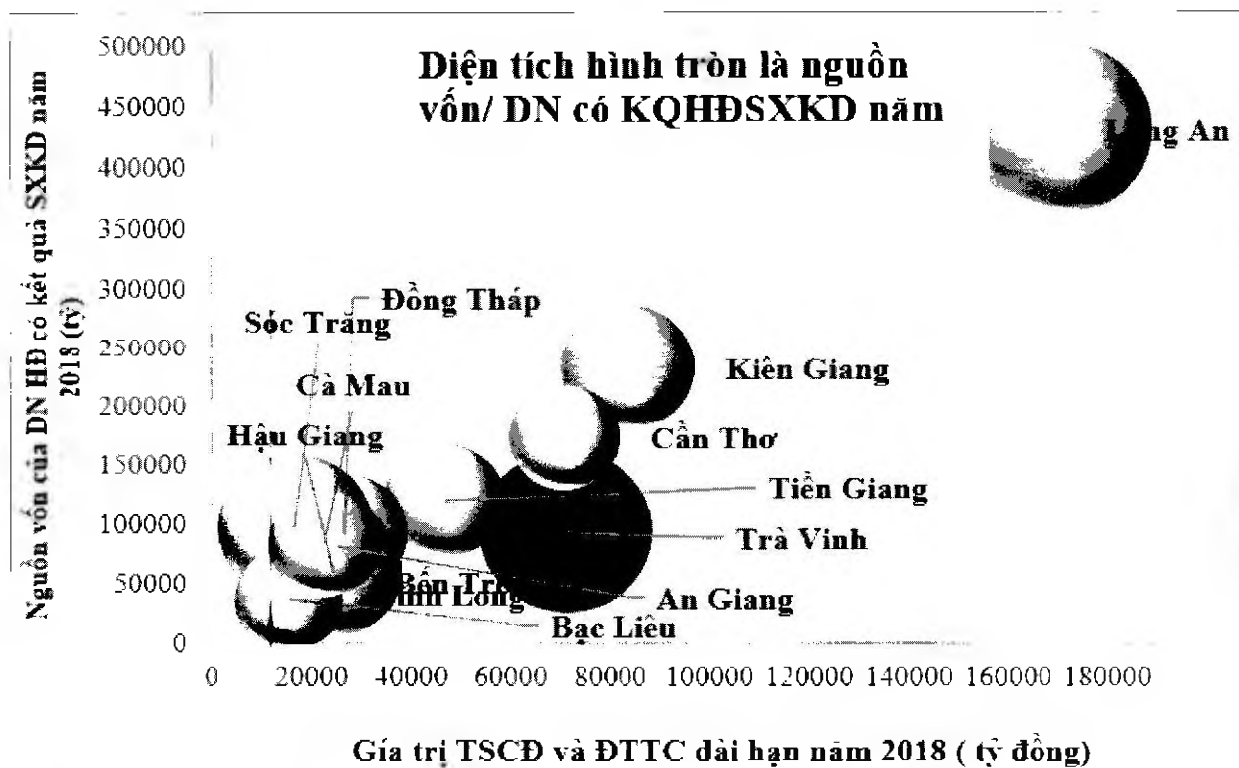 Diện tích hình tròn là nguồn
vốn/ DN có KQHĐSXKD năm
Nguồn vốn của DN HĐ có kết quả SXKD năm
2018 (tỷ)
500000
450000
400000
350000
300000
250000
200000
150000
100000
50000
0
An
Đồng Tháp
Sóc Trăng
Cà Mau
Hậu Giang
Kiên Giang
Cần Thơ
Tiền Giang
Trà Vinh
Bến
Long
An Giang
Bạc Liêu
0 20000 40000 60000 80000 100000 120000 140000 160000 180000
Gía trị TSCĐ và ĐTTC dài hạn năm 2018 ( tỷ đồng)